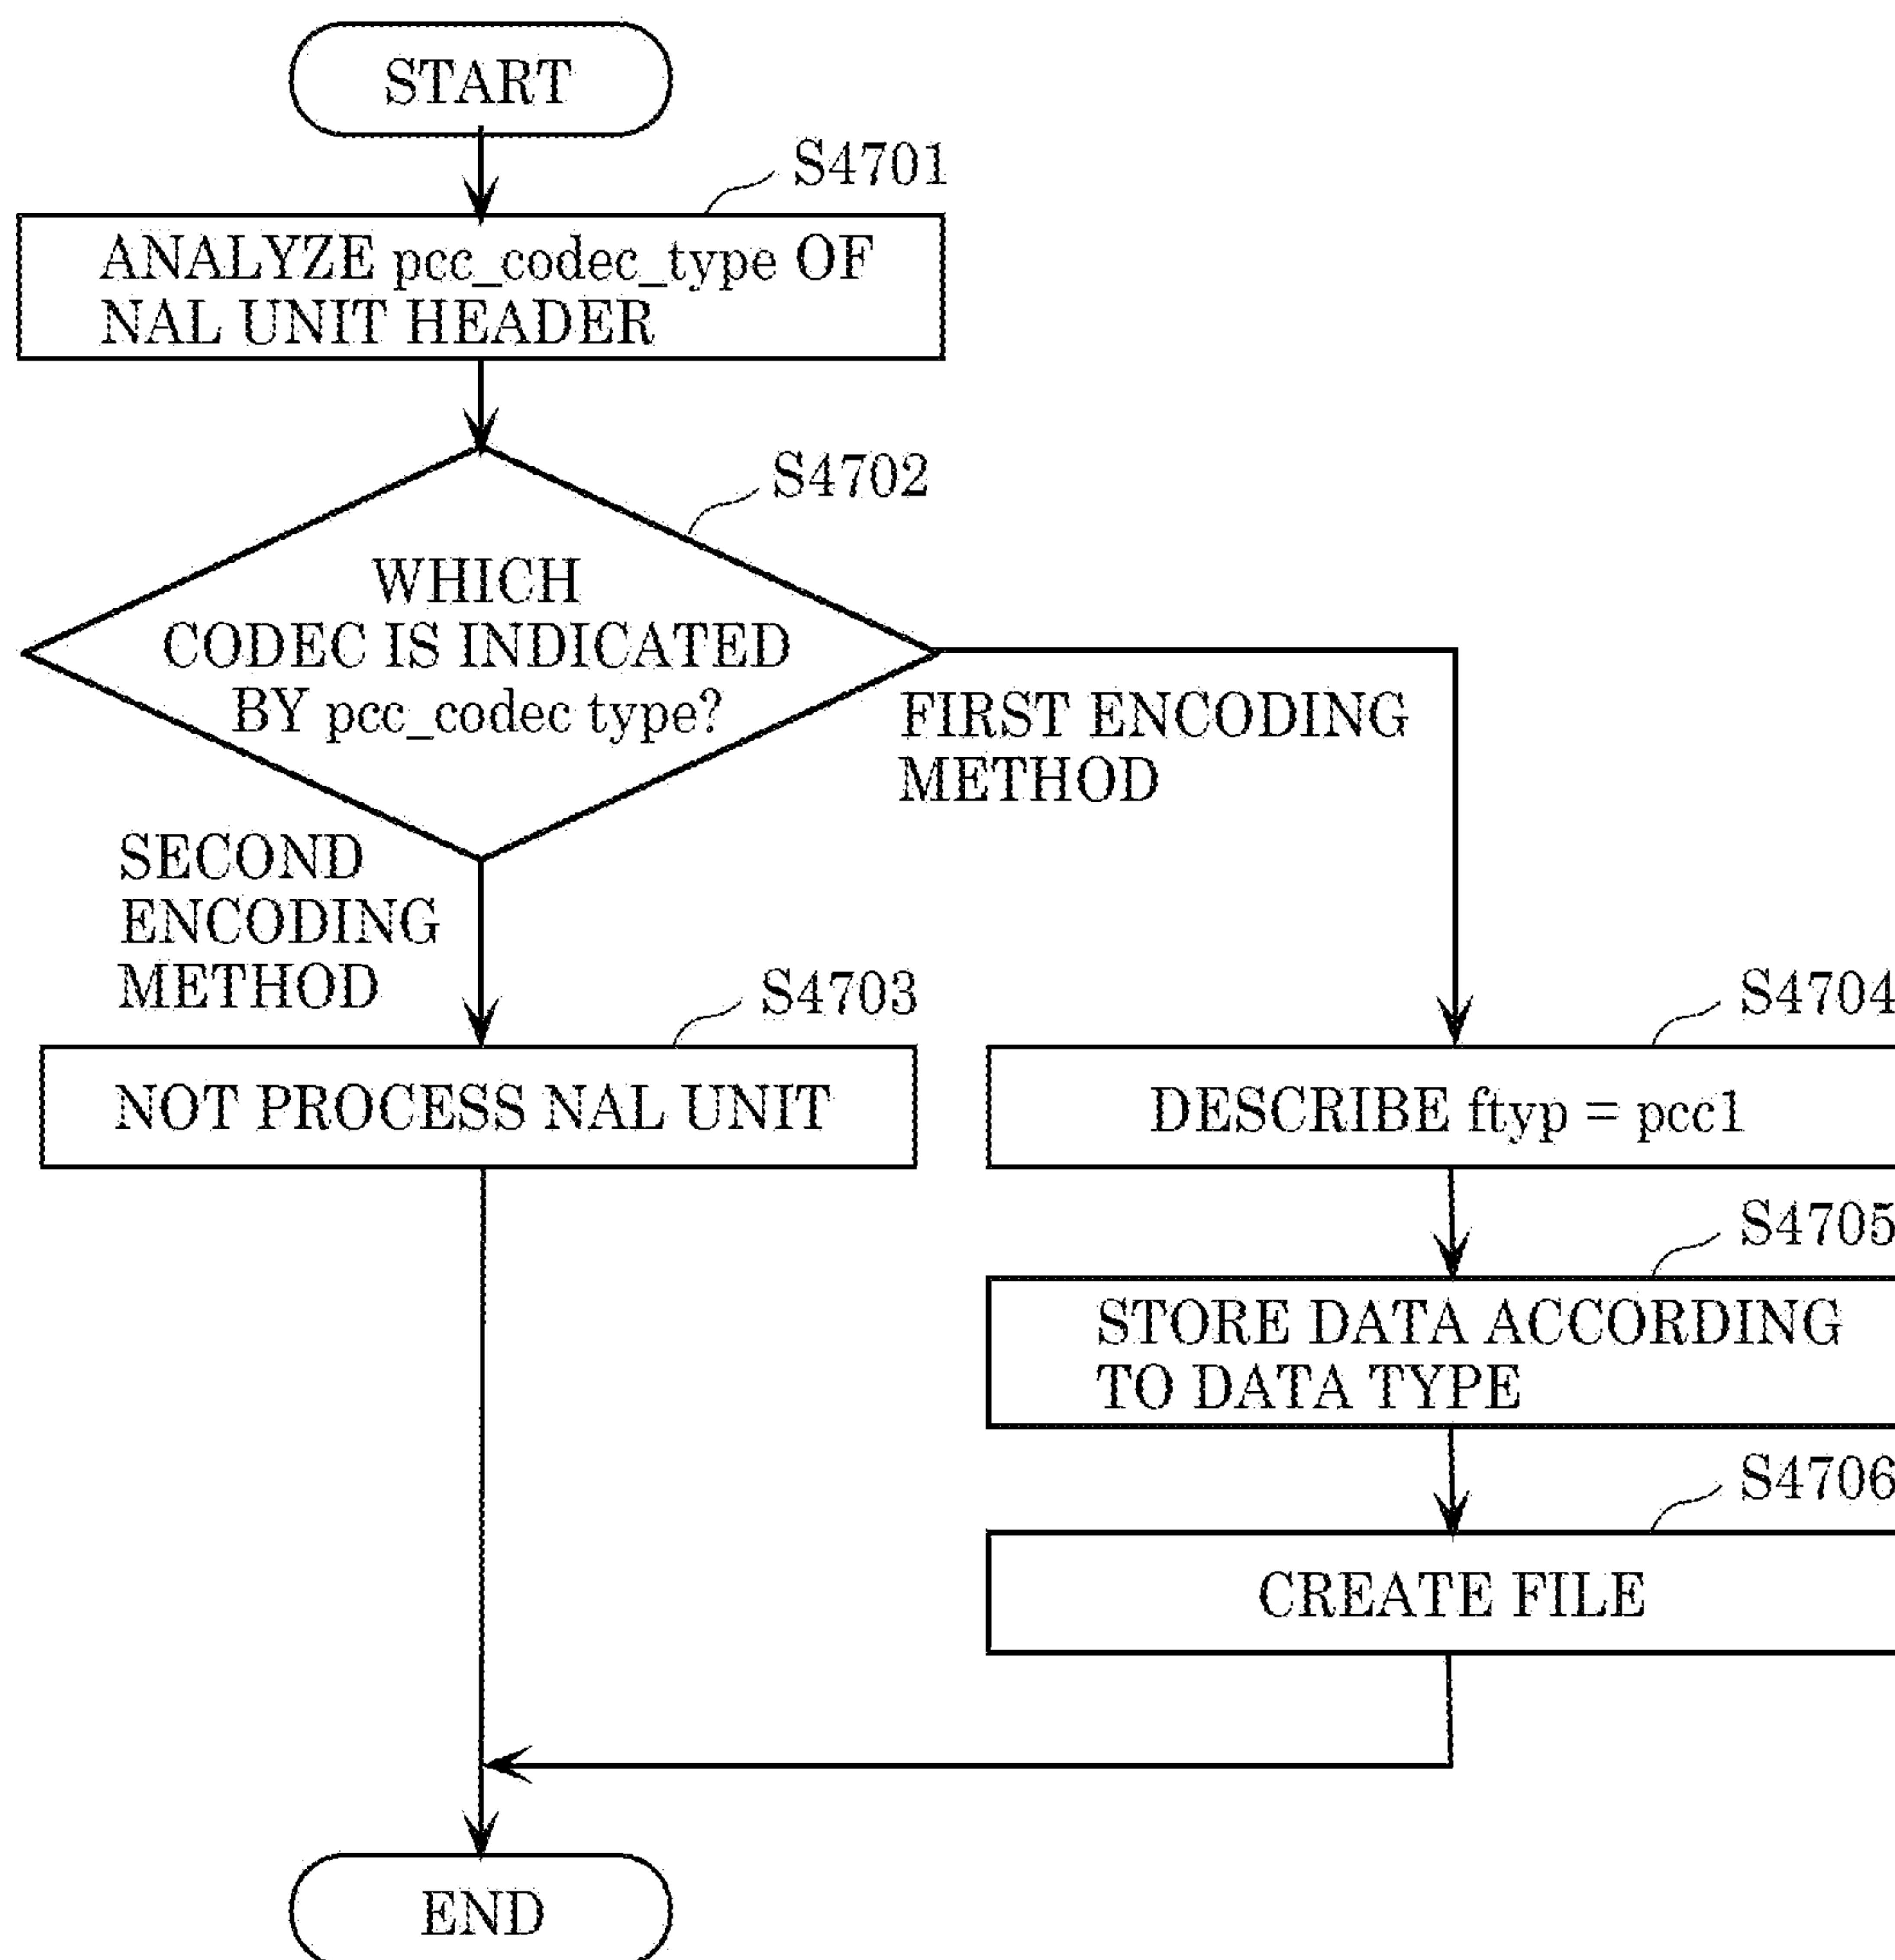 START
S4701
ANALYZE pcc_codec_type OF
NAL UNIT HEADER
S4702
WHICH
CODEC IS INDICATED
BY pcc_codec type?
FIRST ENCODING
METHOD
SECOND
ENCODING
METHOD
S4703
NOT PROCESS NAL UNIT
S4704
DESCRIBE ftyp = pcc1
S4705
STORE DATA ACCORDING
TO DATA TYPE
S4706
CREATE FILE
END